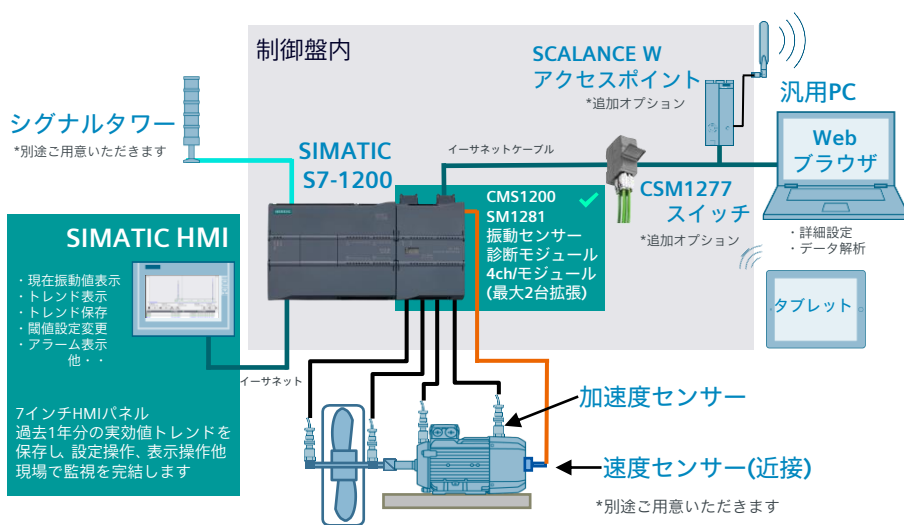 制御盤内
SCALANCE W
アクセスポイント
*追加オプション
汎用PC
シグナルタワー
*別途ご用意いただきます
SIMATIC
S7-1200
イーサネットケーブル
Web
ブラウザ
CMS1200
SM1281
振動センサー
診断モジュール
4ch/モジュール
(最大2台拡張)
CSM1277
スイッチ
*追加オプション
・詳細設定
・データ解析
SIMATIC HMI
・現在振動値表示
・トレンド表示
・トレンド保存
・閾値設定変更
・アラーム表示
他・・
タブレット
イーサネット
7インチHMIパネル
過去1年分の実効値トレンドを
保存し、設定操作、表示操作他
現場で監視を完結します
加速度センサー
速度センサー(近接)
*別途ご用意いただきます